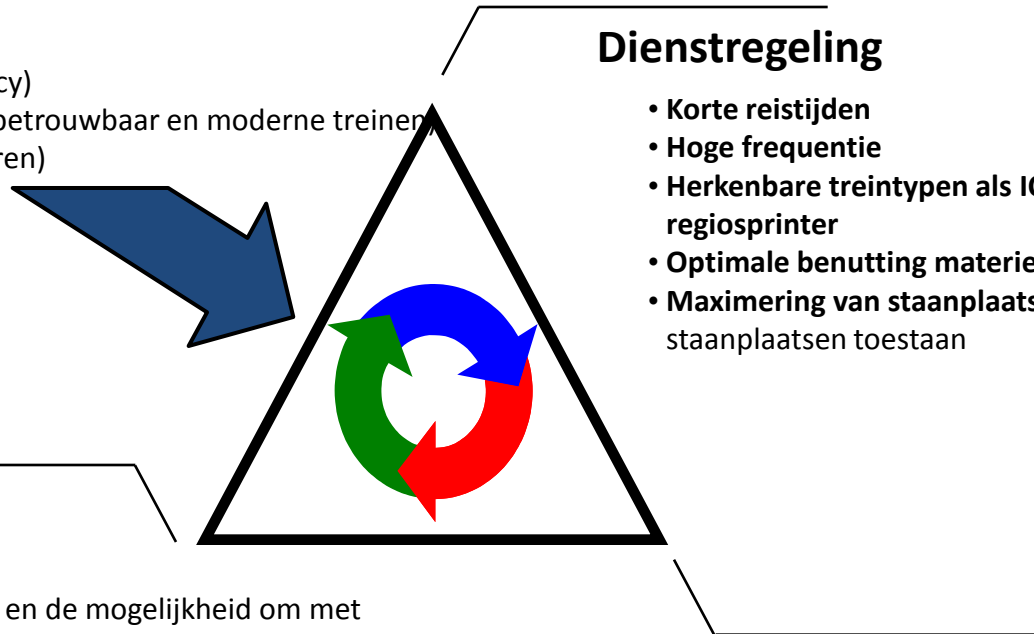 Dienstregeling
cy)
betrouwbaar en moderne treinen,
ren)
• Korte reistijden
• Hoge frequentie
• Herkenbare treintypen als IC
regiosprinter
• Optimale benutting materie
• Maximering van staanplaats
staanplaatsen toestaan
en de mogelijkheid om met